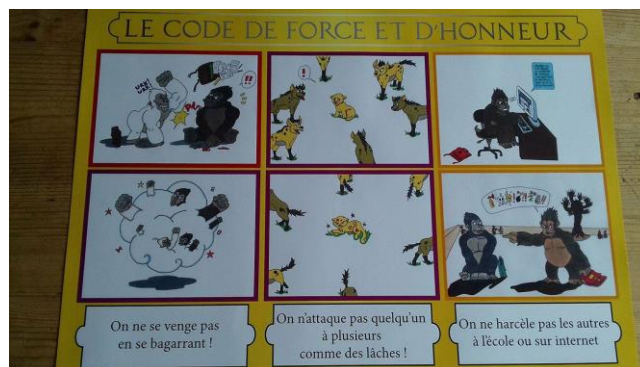 LE CODE DE FORCE ET D'HONNEUR
!!
!
On ne se venge pas
en se bagarrant !
On n'attaque pas quelqu'un
à plusieurs
comme des lâches !
On ne harcèle pas les autres
à l'école ou sur internet